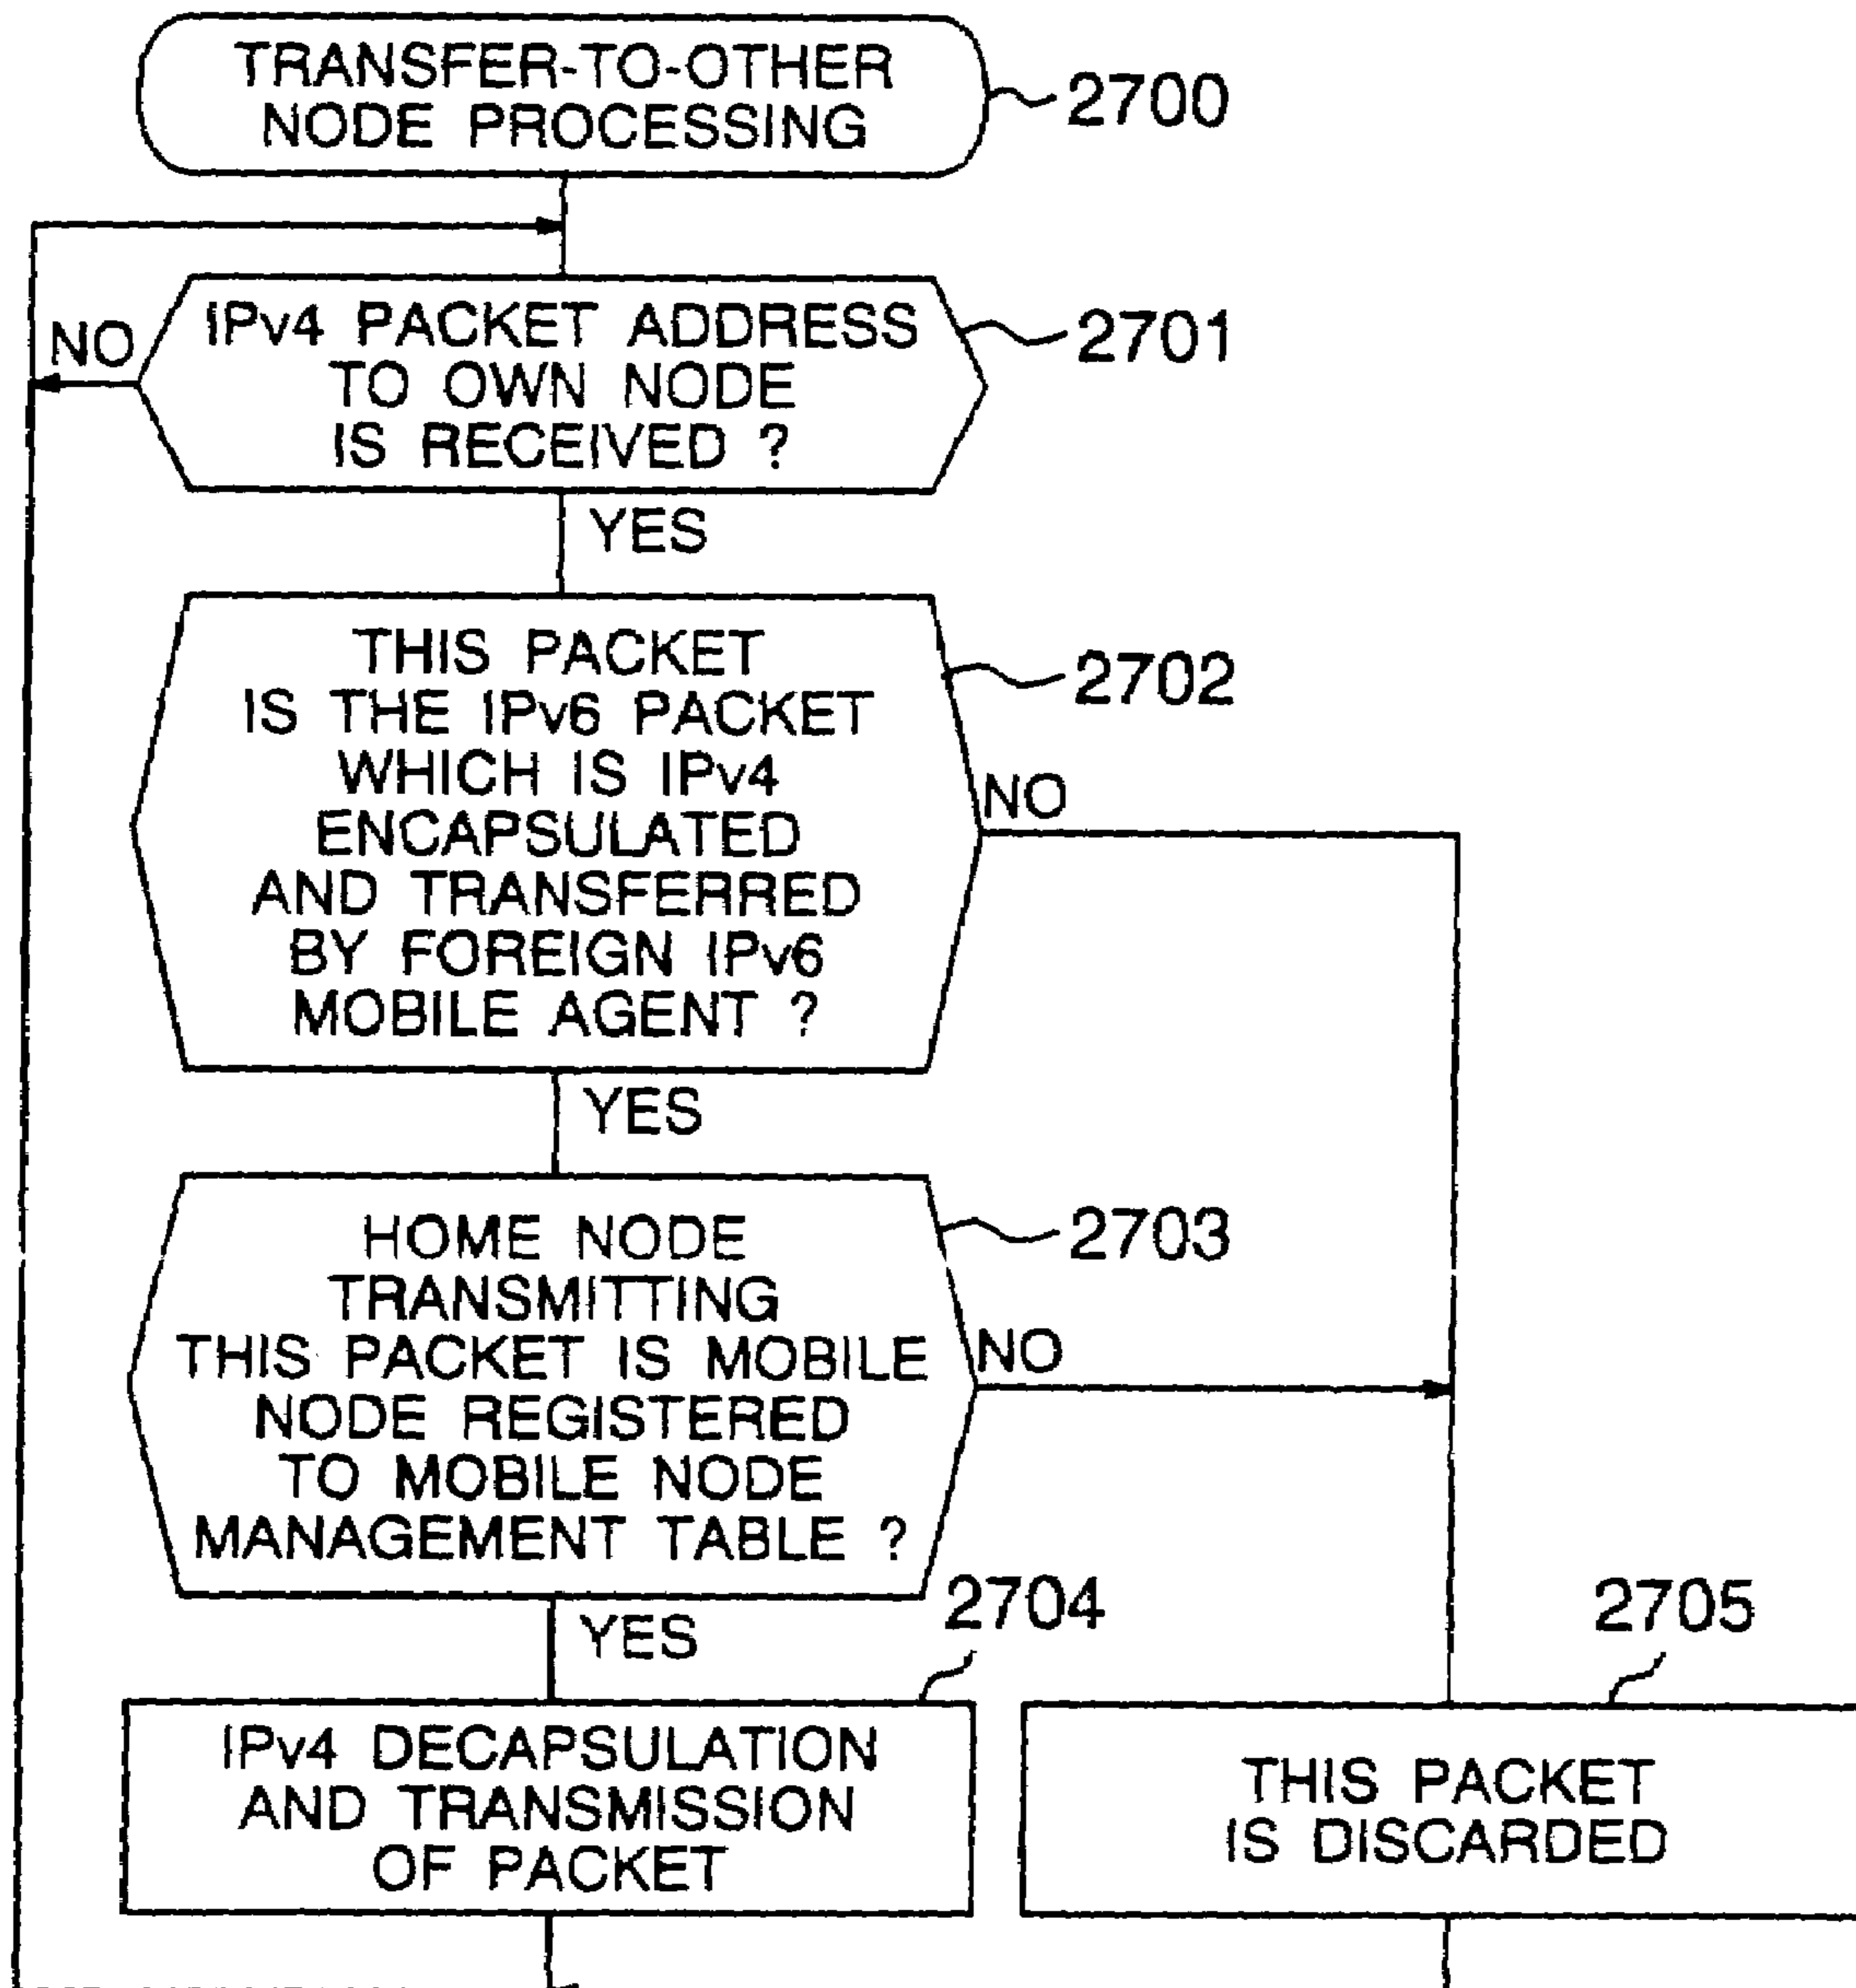 TRANSFER-TO-OTHER
NODE PROCESSING
2700
IPv4 PACKET ADDRESS
TO OWN NODE
IS RECEIVED ?
2701
NO
YES
THIS PACKET
IS THE IPv6 PACKET
WHICH IS IPv4
ENCAPSULATED
AND TRANSFERRED
BY FOREIGN IPv6
MOBILE AGENT ?
2702
NO
YES
HOME NODE
TRANSMITTING
THIS PACKET IS MOBILE
NODE REGISTERED
TO MOBILE NODE
MANAGEMENT TABLE ?
2703
NO
YES
2704
IPv4 DECAPSULATION
AND TRANSMISSION
OF PACKET
2705
THIS PACKET
IS DISCARDED